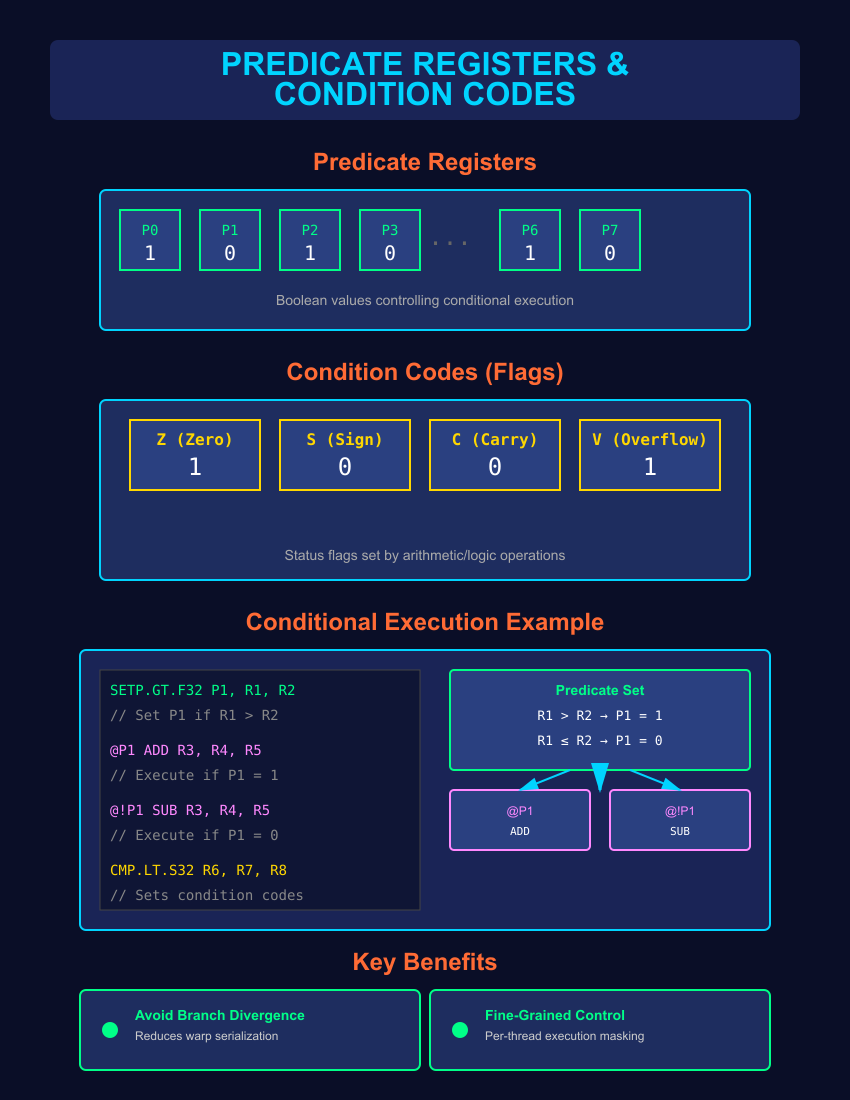 PREDICATE REGISTERS &
CONDITION CODES
Predicate Registers
P0 P1 P2 P3 ... P6 P7
1 0 1 0 1 0
Boolean values controlling conditional execution
Condition Codes (Flags)
Z (Zero) S (Sign) C (Carry) V (Overflow)
1 0 0 1
Status flags set by arithmetic/logic operations
Conditional Execution Example
SETP.GT.F32 P1, R1, R2
// Set P1 if R1 > R2
@P1 ADD R3, R4, R5
// Execute if P1 = 1
@!P1 SUB R3, R4, R5
// Execute if P1 = 0
CMP.LT.S32 R6, R7, R8
// Sets condition codes
Predicate Set
R1 > R2 → P1 = 1
R1 ≤ R2 → P1 = 0
@P1
ADD
@!P1
SUB
Key Benefits
Avoid Branch Divergence
Reduces warp serialization
Fine-Grained Control
Per-thread execution masking